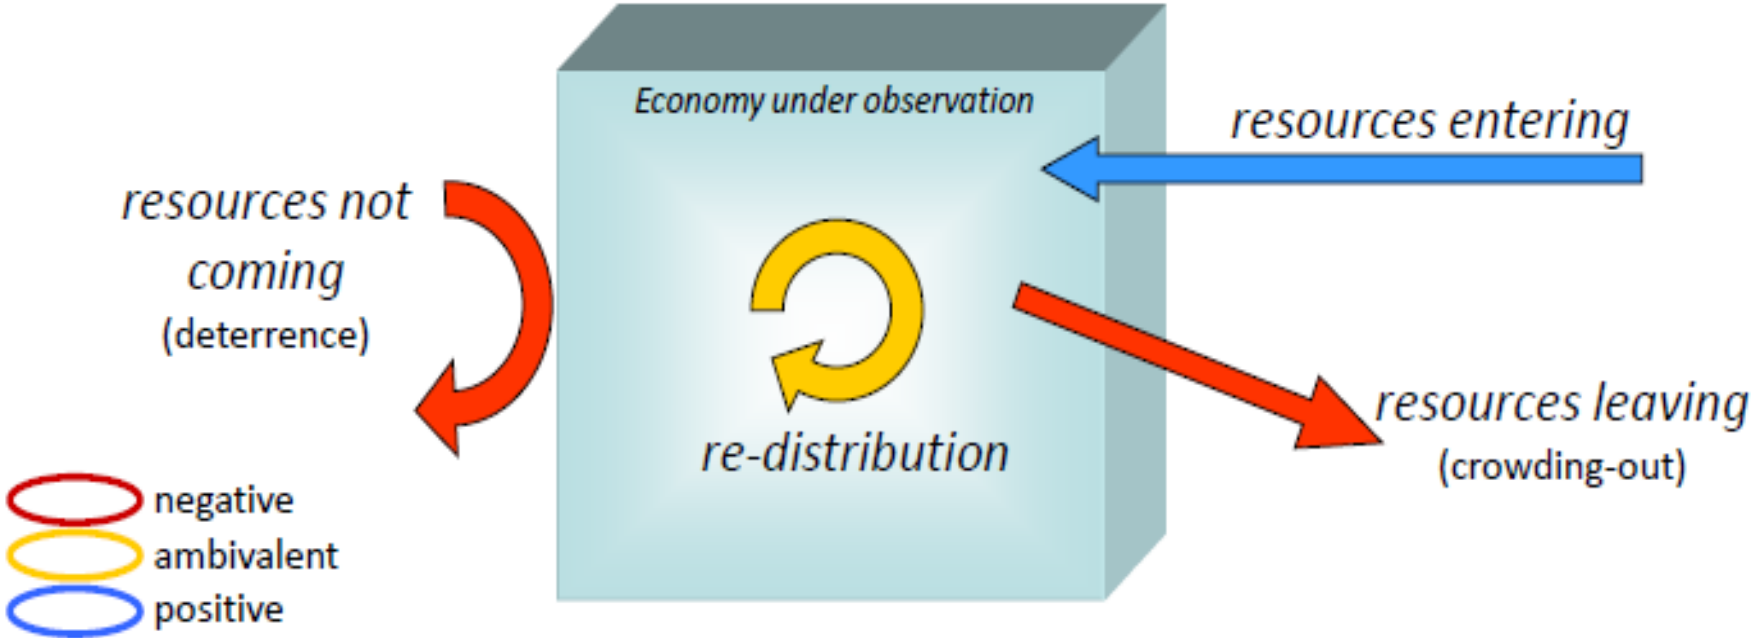 Economy under observation
resources entering
resources not
coming
(deterrence)
re-distribution
resources leaving
(crowding-out)
negative
ambivalent
positive